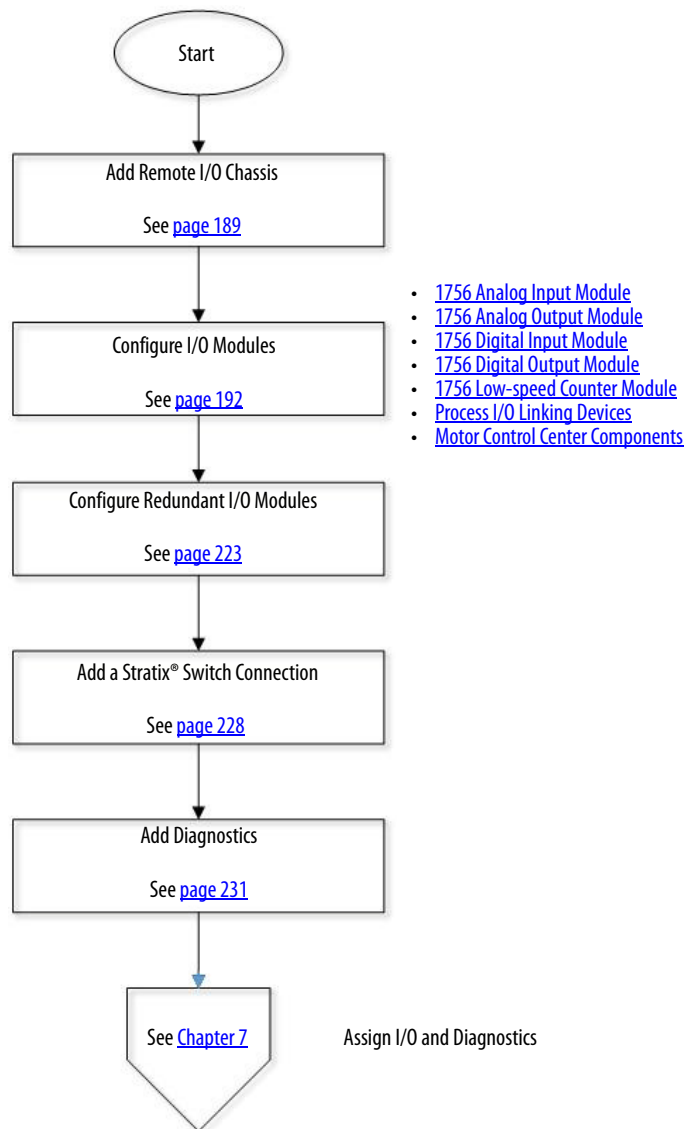 Start
Add Remote I/O Chassis
See page 189
Configure I/O Modules
See page 192
• 1756 Analog Input Module
• 1756 Analog Output Module
• 1756 Digital Input Module
• 1756 Digital Output Module
• 1756 Low-speed Counter Module
• Process I/O Linking Devices
• Motor Control Center Components
Configure Redundant I/O Modules
See page 223
Add a Stratix® Switch Connection
See page 228
Add Diagnostics
See page 231
See Chapter 7
Assign I/O and Diagnostics